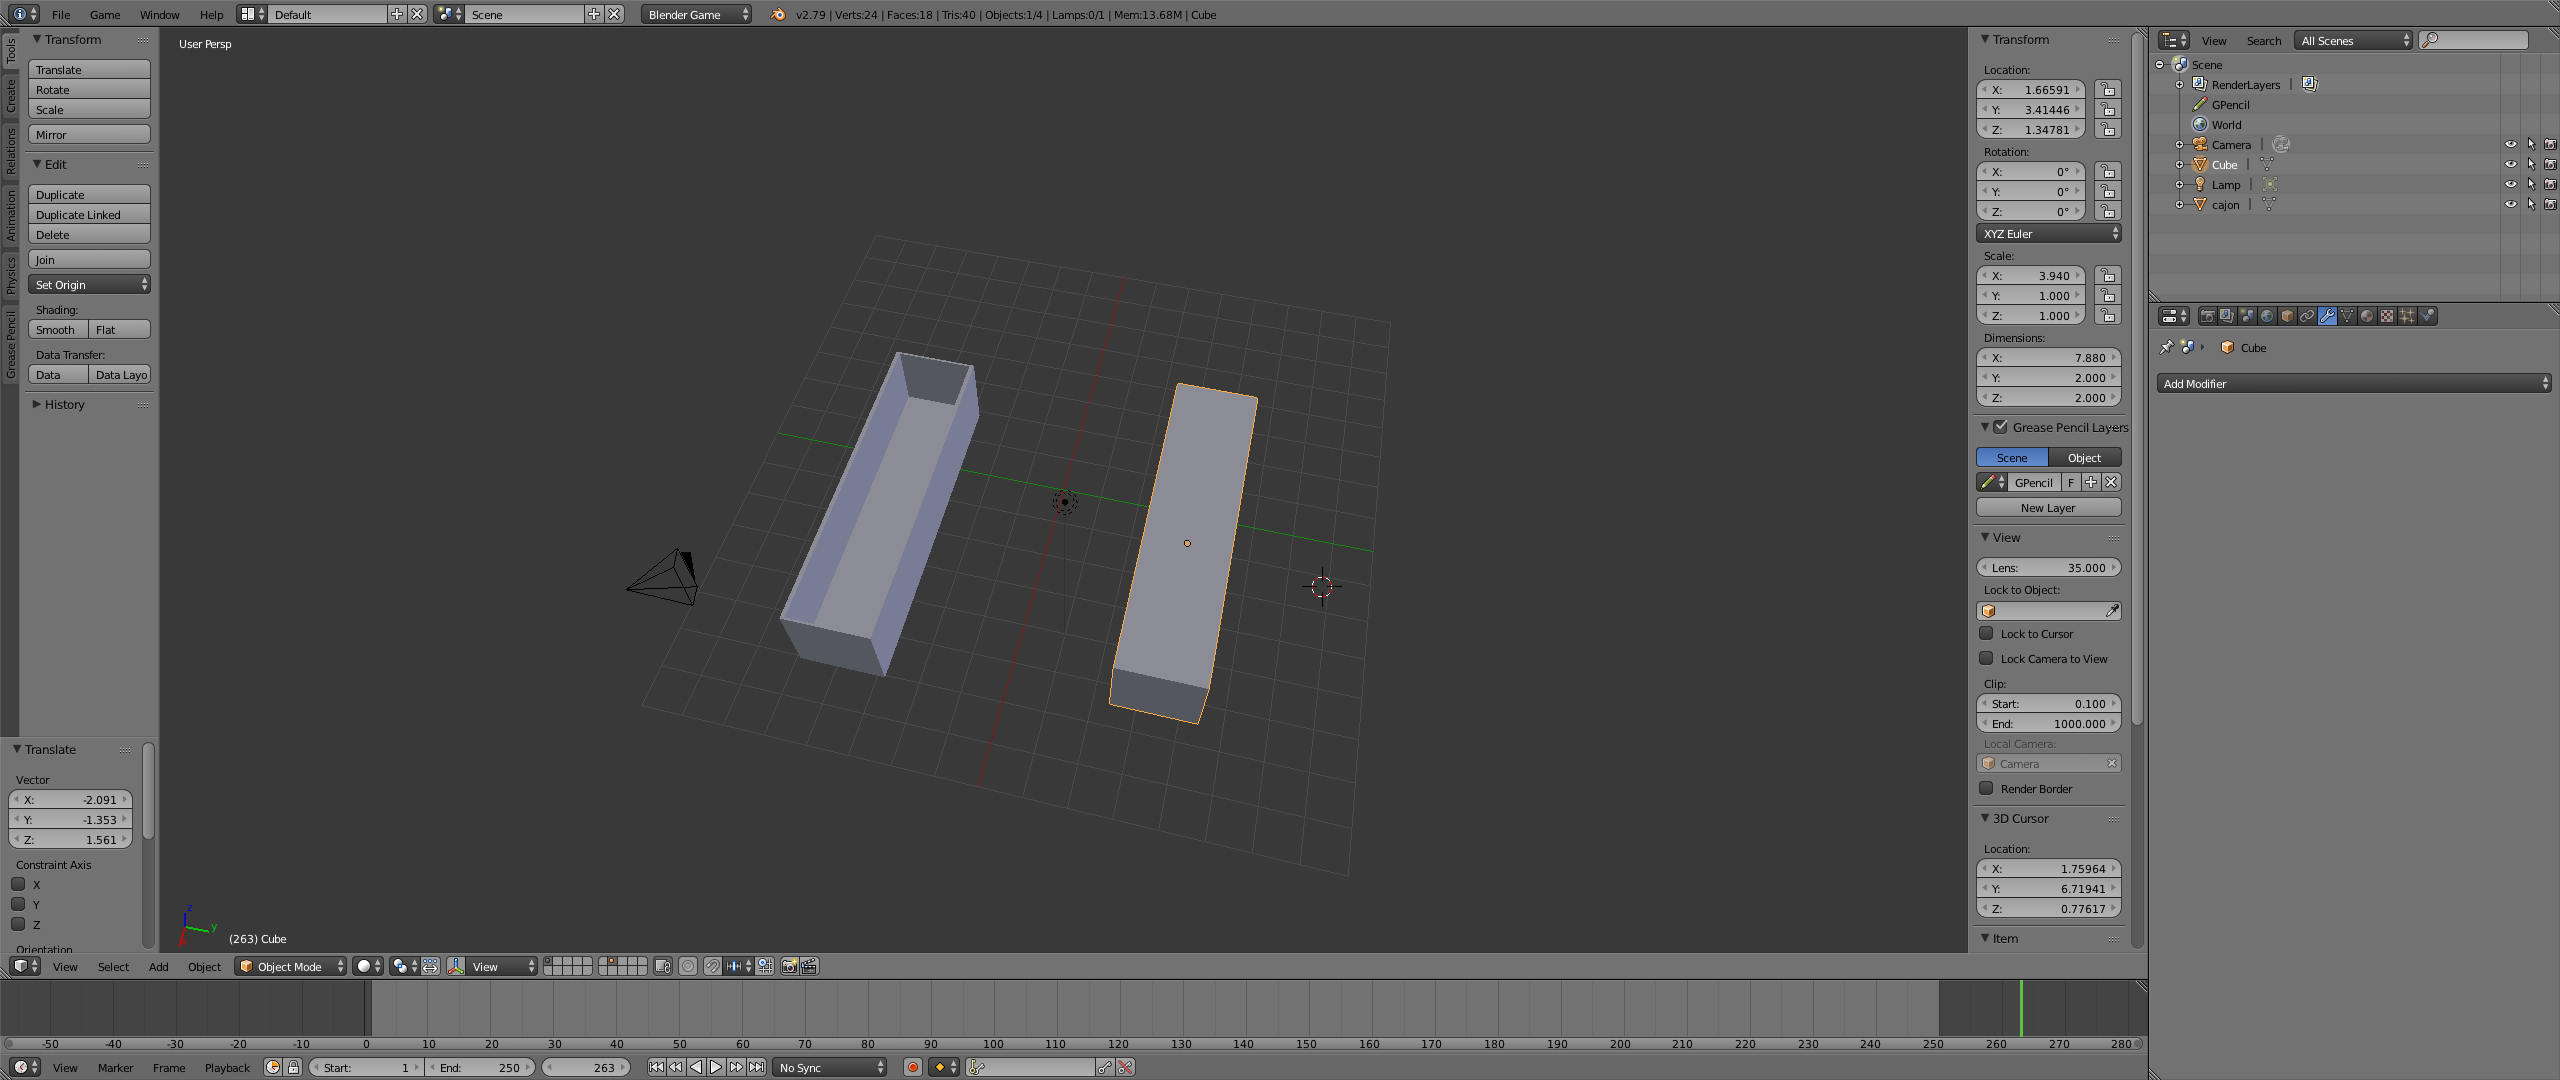 File Game Window Help Default Scene Blender Game v2.79 | Verts:24 | Faces:18 | Tris:40 | Objects:1/4 | Lamps:0/1 | Mem:13.68M | Cube
Tools
Create
Relations
Animation
Physics
Grease Pencil
Transform
Translate
Rotate
Scale
Mirror
Edit
Duplicate
Duplicate Linked
Delete
Join
Set Origin
Shading:
Smooth Flat
Data Transfer:
Data Data Layo
History
Translate
Vector
X: -2.091
Y: -1.353
Z: 1.561
Constraint Axis
X
Y
Z
Orientation
User Persp
z
y
(263) Cube
Transform
Location:
X: 1.66591
Y: 3.41446
Z: 1.34781
Rotation:
X: 0°
Y: 0°
Z: 0°
XYZ Euler
Scale:
X: 3.940
Y: 1.000
Z: 1.000
Dimensions:
X: 7.880
Y: 2.000
Z: 2.000
Grease Pencil Layers
Scene Object
GPencil F
New Layer
View
Lens: 35.000
Lock to Object:
Lock to Cursor
Lock Camera to View
Clip:
Start: 0.100
End: 1000.000
Local Camera:
Camera
Render Border
3D Cursor
Location:
X: 1.75964
Y: 6.71941
Z: 0.77617
Item
View Search All Scenes
Scene
RenderLayers
GPencil
World
Camera
Cube
Lamp
cajon
Cube
Add Modifier
View Select Add Object Object Mode View
-50 -40 -30 -20 -10 0 10 20 30 40 50 60 70 80 90 100 110 120 130 140 150 160 170 180 190 200 210 220 230 240 250 260 270 280
View Marker Frame Playback Start: 1 End: 250 263 No Sync